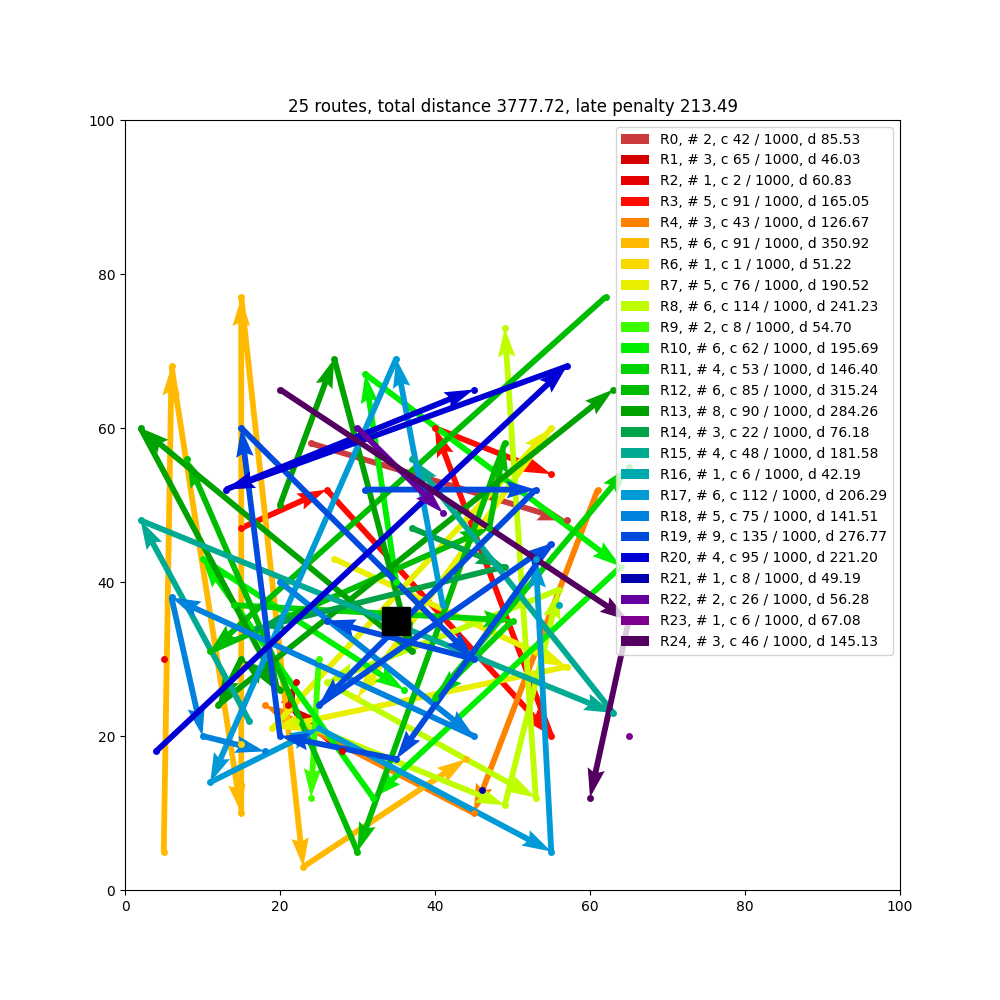 25 routes, total distance 3777.72, late penalty 213.49
100
80
60
40
20
0
0 20 40 60 80 100
R0, # 2, c 42 / 1000, d 85.53
R1, # 3, c 65 / 1000, d 46.03
R2, # 1, c 2 / 1000, d 60.83
R3, # 5, c 91 / 1000, d 165.05
R4, # 3, c 43 / 1000, d 126.67
R5, # 6, c 91 / 1000, d 350.92
R6, # 1, c 1 / 1000, d 51.22
R7, # 5, c 76 / 1000, d 190.52
R8, # 6, c 114 / 1000, d 241.23
R9, # 2, c 8 / 1000, d 54.70
R10, # 6, c 62 / 1000, d 195.69
R11, # 4, c 53 / 1000, d 146.40
R12, # 6, c 85 / 1000, d 315.24
R13, # 8, c 90 / 1000, d 284.26
R14, # 3, c 22 / 1000, d 76.18
R15, # 4, c 48 / 1000, d 181.58
R16, # 1, c 6 / 1000, d 42.19
R17, # 6, c 112 / 1000, d 206.29
R18, # 5, c 75 / 1000, d 141.51
R19, # 9, c 135 / 1000, d 276.77
R20, # 4, c 95 / 1000, d 221.20
R21, # 1, c 8 / 1000, d 49.19
R22, # 2, c 26 / 1000, d 56.28
R23, # 1, c 6 / 1000, d 67.08
R24, # 3, c 46 / 1000, d 145.13